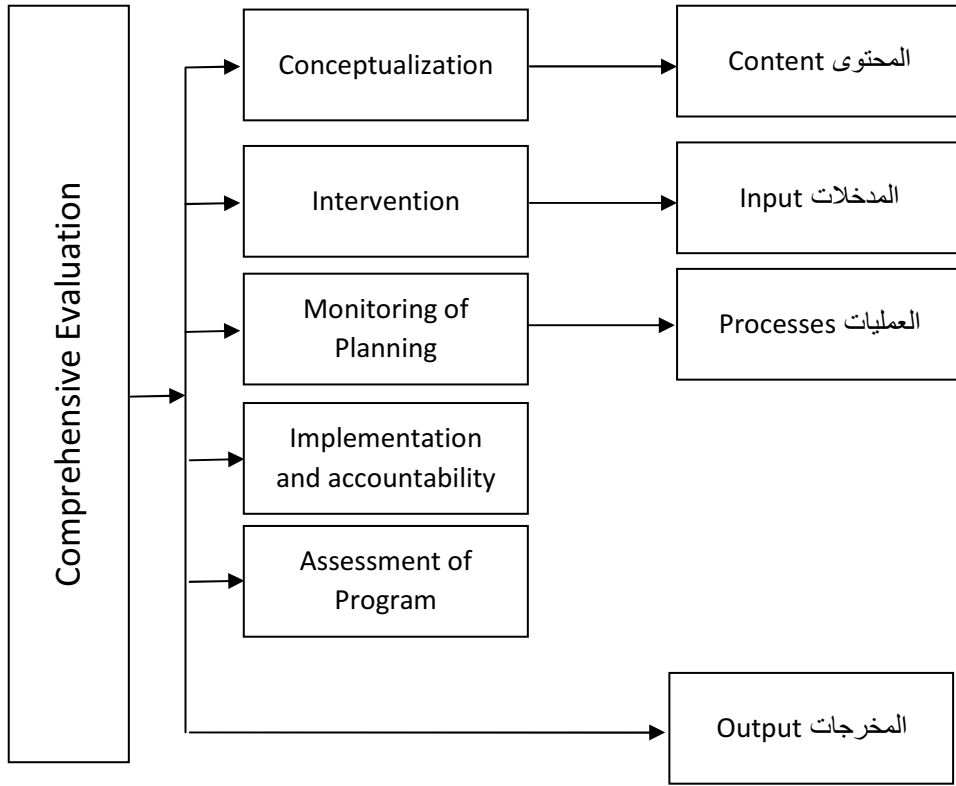 Comprehensive Evaluation
Conceptualization
Content المحتوى
Intervention
Input المدخلات
Monitoring of
Planning
Processes العمليات
Implementation
and accountability
Assessment of
Program
Output المخرجات